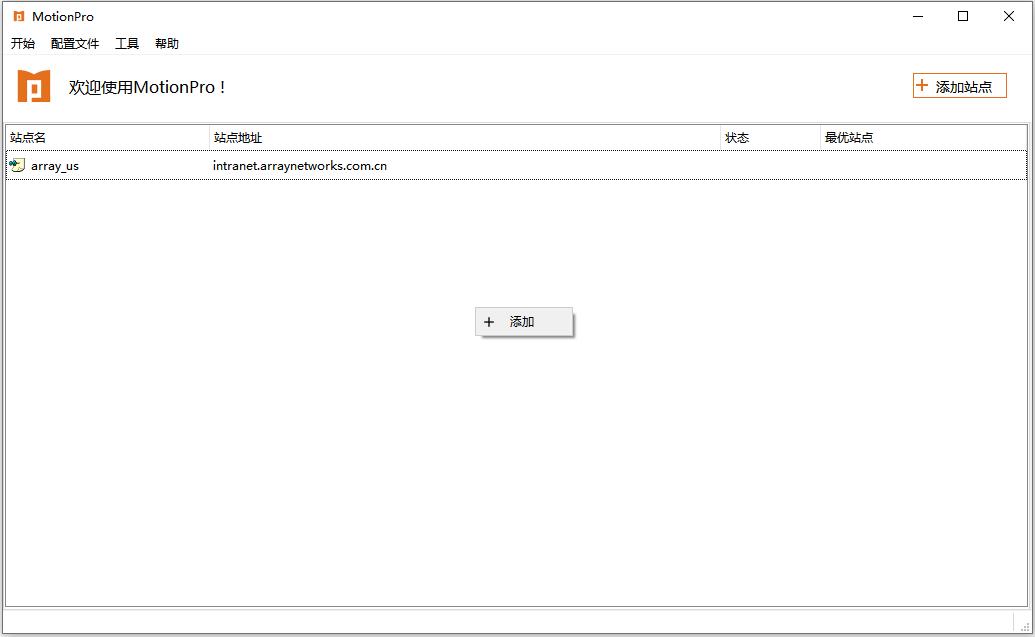 MotionPro
开始 配置文件 工具 帮助
欢迎使用MotionPro！
添加站点
站点名 站点地址 状态 最优站点
array_us intranet.arraynetworks.com.cn
添加